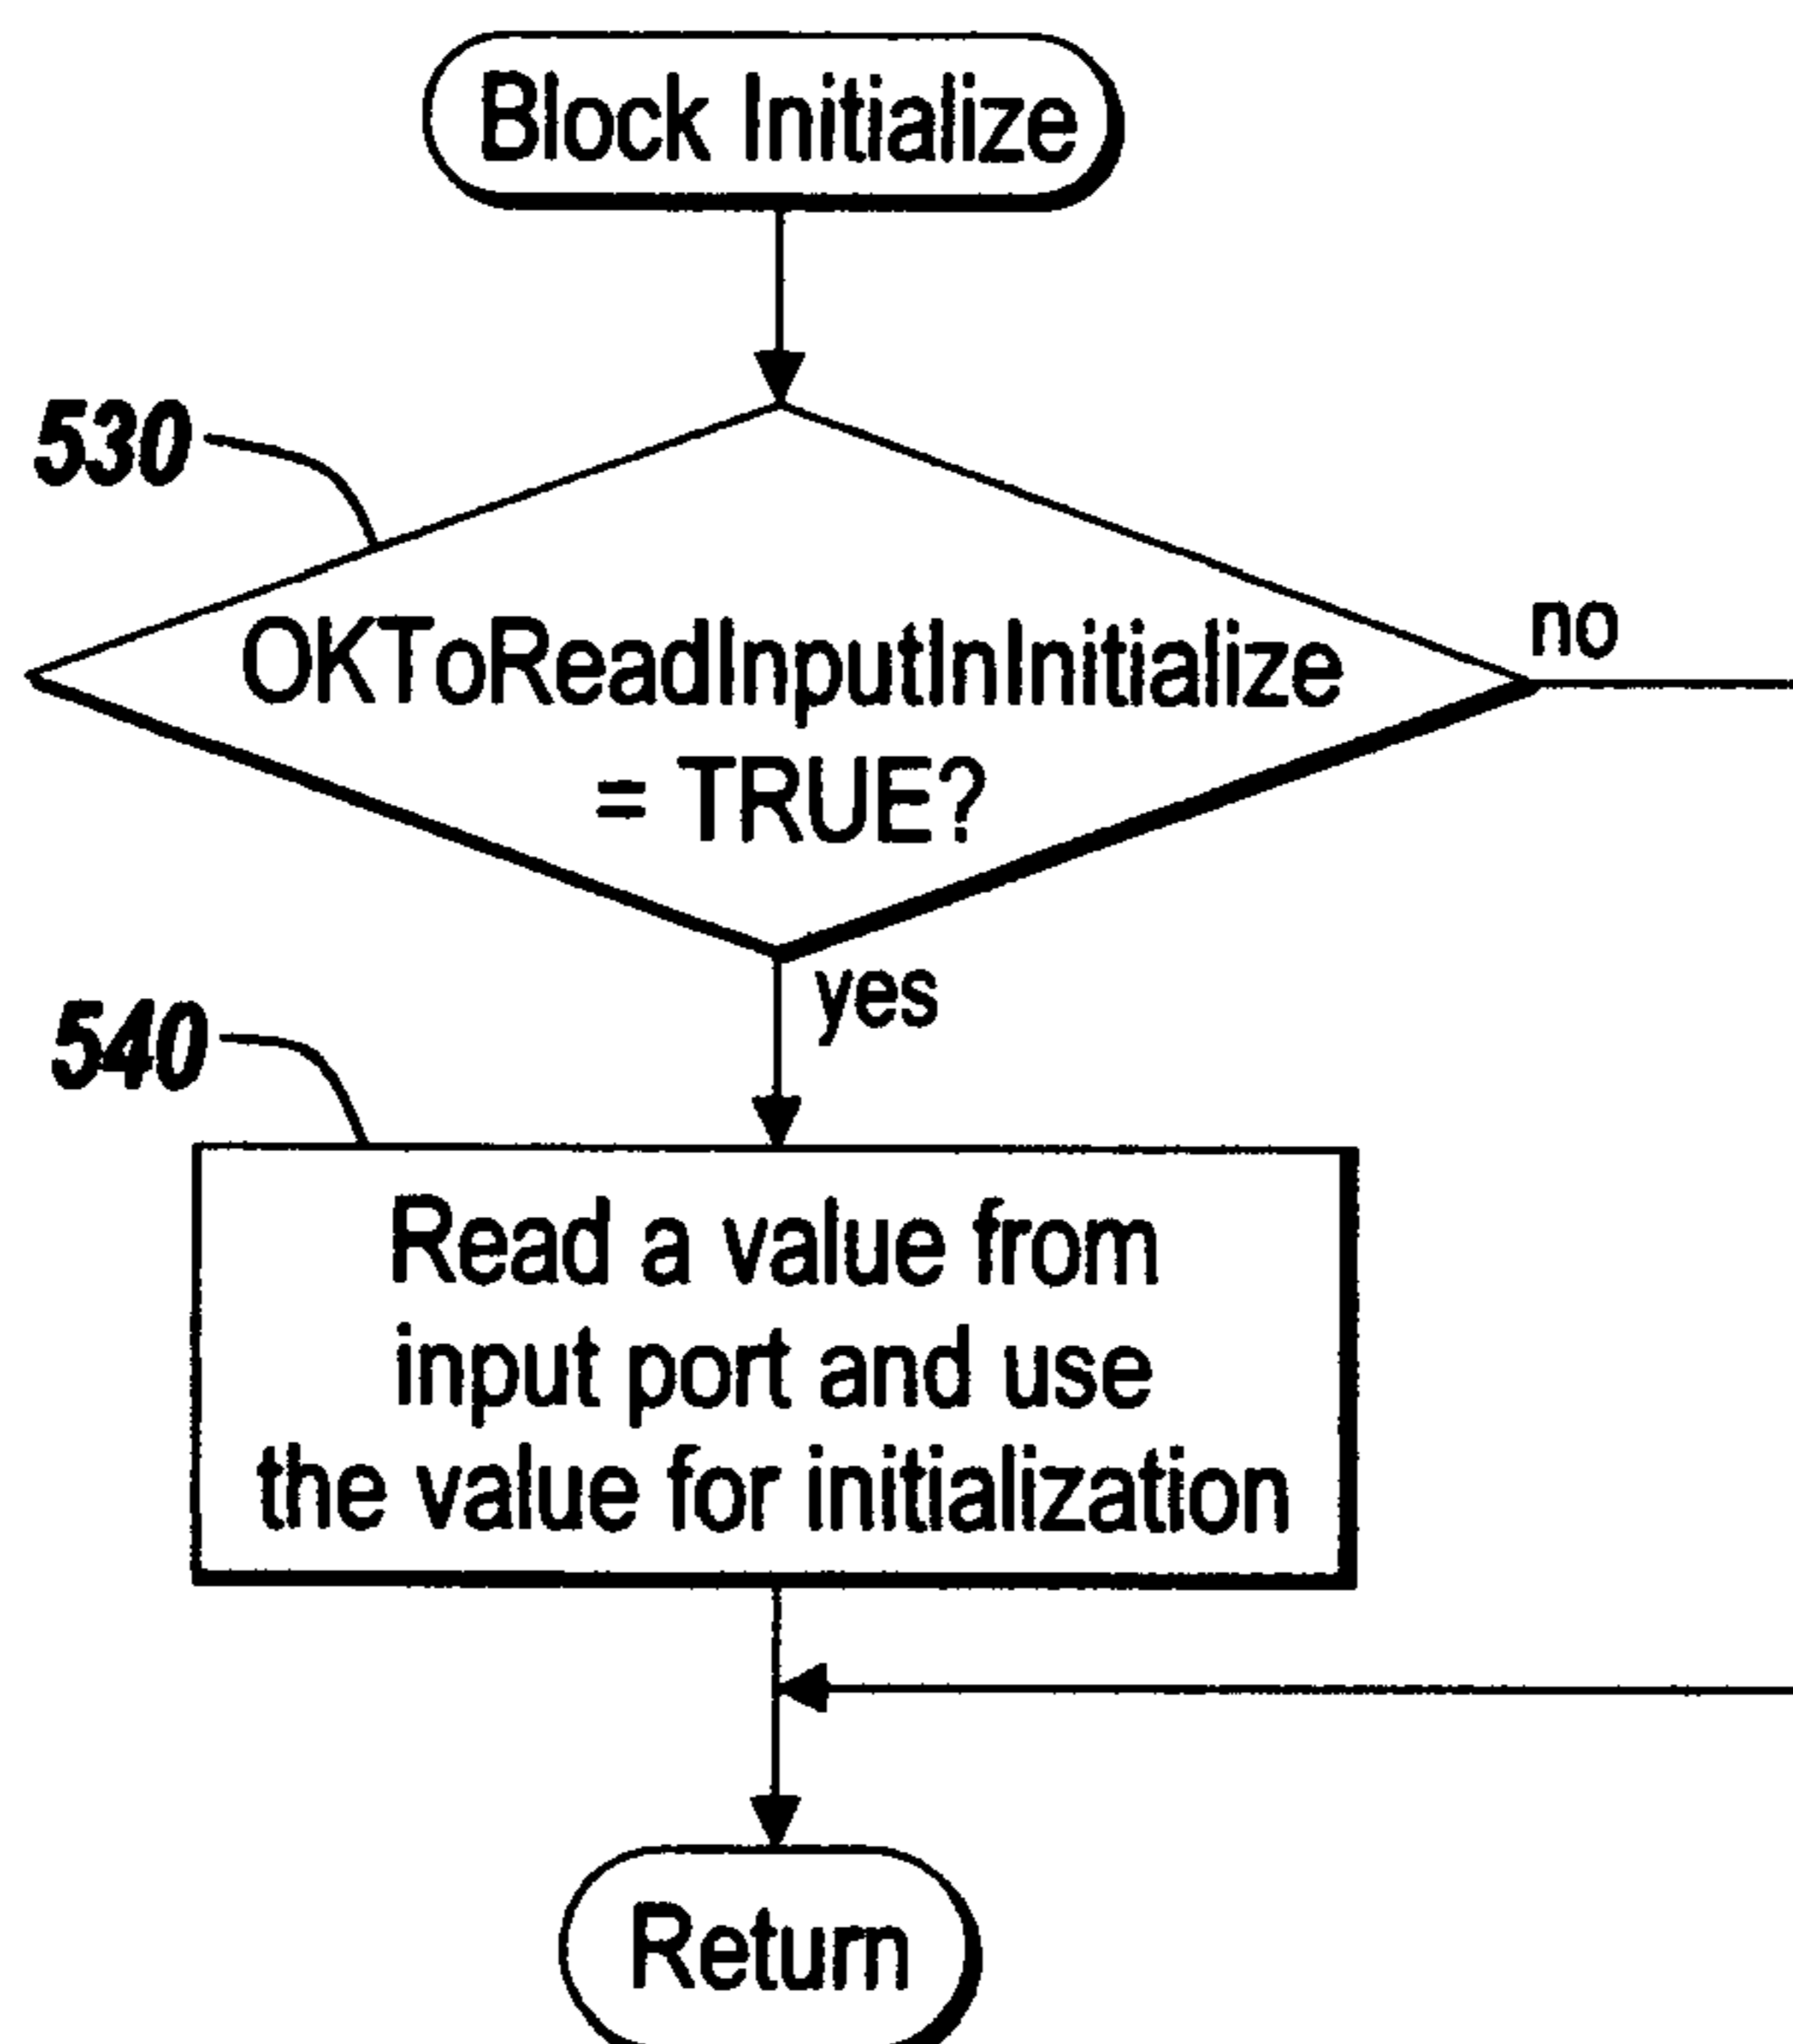 Block Initialize
530
OKToReadInputInInitialize
= TRUE?
no
yes
540
Read a value from
input port and use
the value for initialization
Return